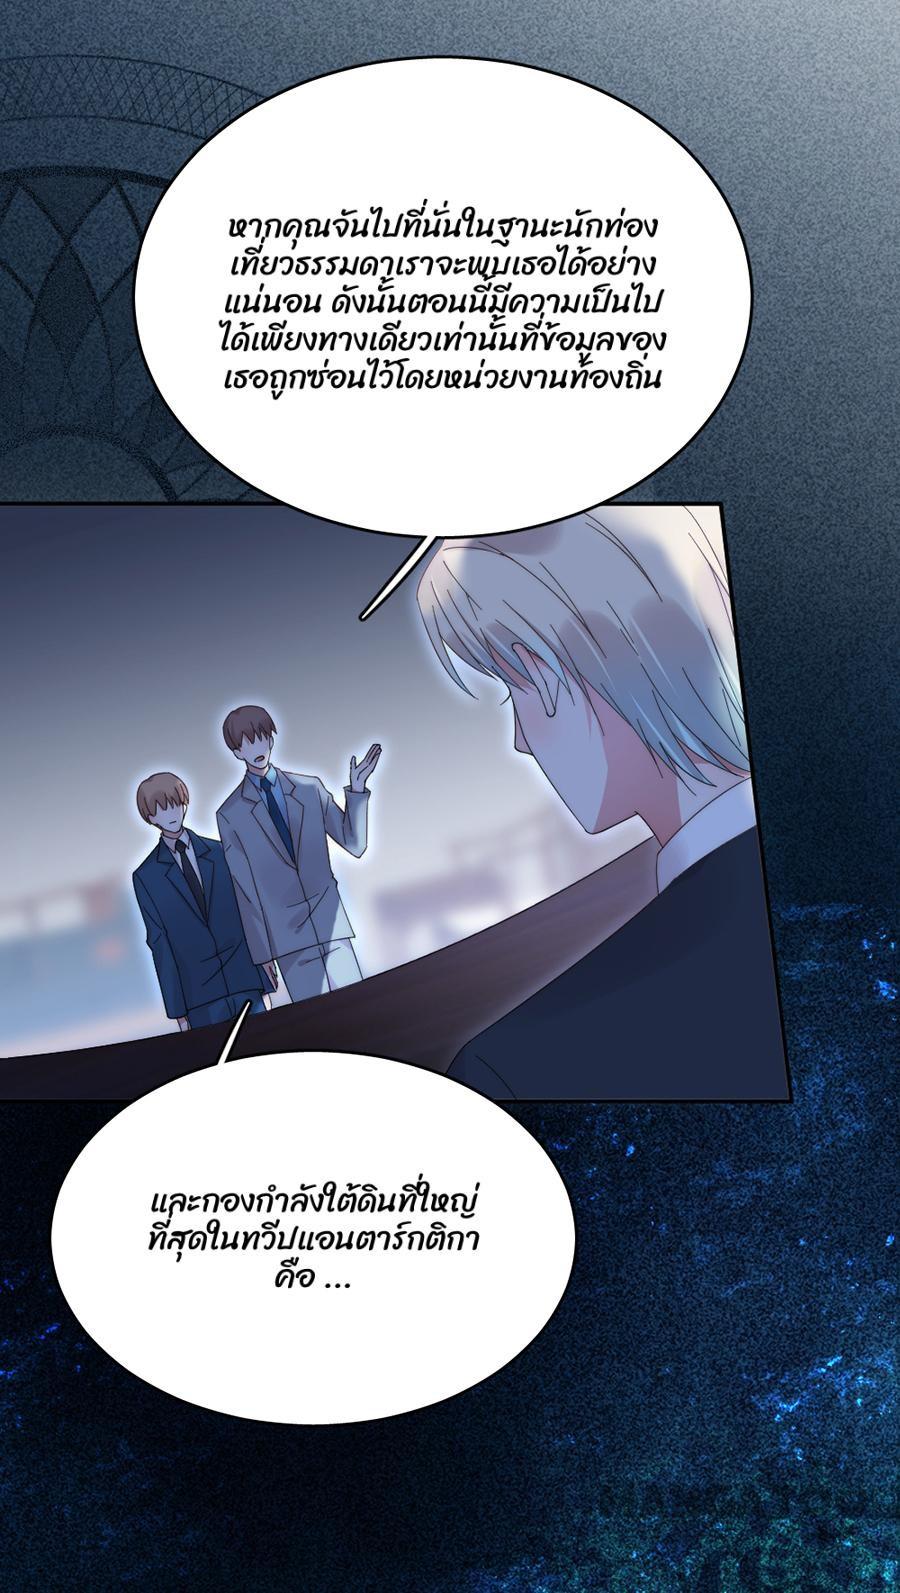 หากคุณจันไปที่นั่นในฐานะนักท่อง
เที่ยวธรรมดาเราจะพบเธอได้อย่าง
แน่นอน ดังนั้นตอนนี้มีความเป็นไป
ได้เพียงทางเดียวเท่านั้นที่ข้อมูลของ
เธอถูกซ่อนไว้โดยหน่วยงานท้องถิ่น
และกองกำลังใต้ดินที่ใหญ่
ที่สุดในทวีปแอนตาร์กติกา
คือ ...